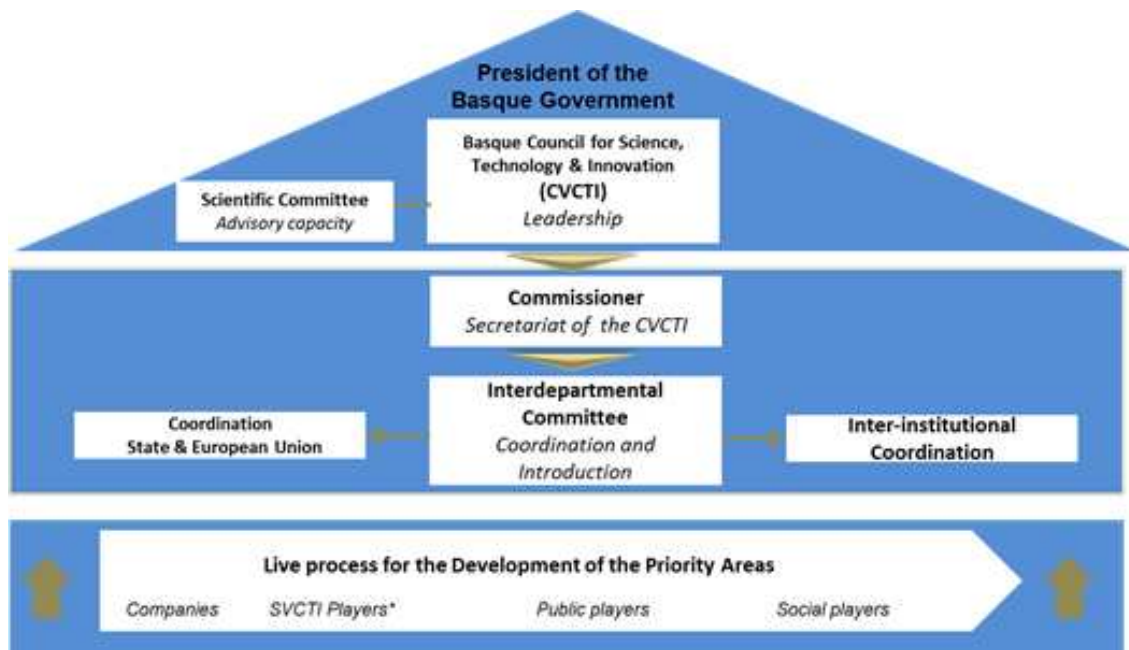 President of the
Basque Government
Basque Council for Science,
Technology & Innovation
(CVCTI)
Leadership
Scientific Committee
Advisory capacity
Commissioner
Secretariat of the CVCTI
Interdepartmental
Committee
Coordination and
Introduction
Coordination
State & European Union
Inter-institutional
Coordination
Live process for the Development of the Priority Areas
Companies SVCTI Players* Public players Social players